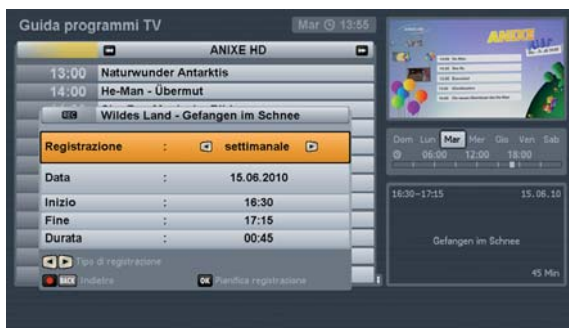 Guida programmi TV
Mar 13:55
ANIXE HD
13:00 Naturwunder Antarktis
14:00 He-Man - Übermut
Wildes Land - Gefangen im Schnee
Registrazione : settimanale
Data : 15.06.2010
Inizio : 16:30
Fine : 17:15
Durata : 00:45
Tipo di registrazione
BACK Indietro
OK Pianifica registrazione
ANIXE
Dom Lun Mar Mer Gio Ven Sab
06:00 12:00 18:00
16:30-17:15 15.06.10
Gefangen im Schnee
45 Min